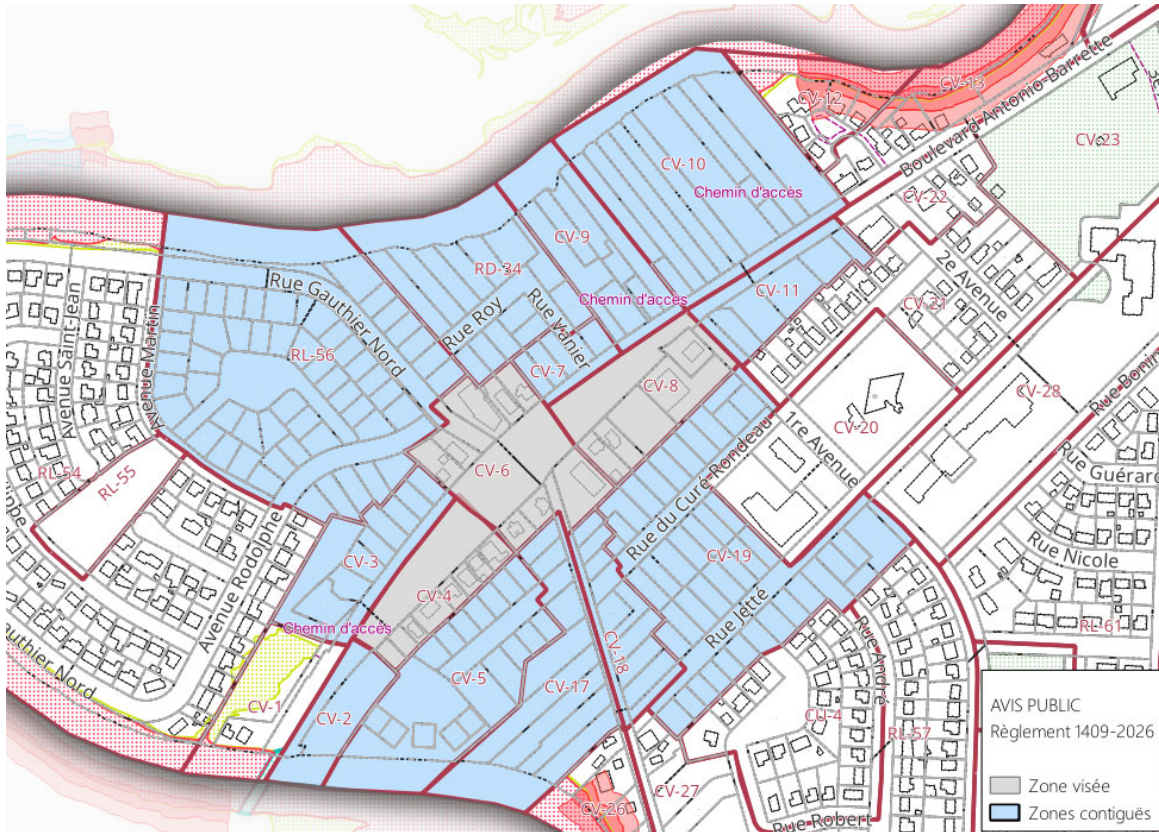 CV-12
CV-13
Boulevard Antonio-Barrette
CV-23
CV-10
Chemin d'accès
CV-22
CV-9
2e Avenue
RD-34
Chemin d'accès
CV-11
CV-21
Rue Gauthier Nord
Rue Roy
Rue Vanier
Avenue Saint-Jean
Avenue Martin
RL-56
CV-7
CV-8
CV-28
Rue Bonin
CV-20
1re Avenue
Rue Guérard
RL-54
RL-55
CV-6
Rue du Curé-Rondeau
Rue Nicole
Avenue Rodolphe
CV-3
CV-19
CV-4
Rue Jetté
RL-61
Chemin d'accès
CV-18
Rue André
CV-5
CV-17
authier Nord
CV-1
CV-2
CU-4
RL-57
CV-26
CV-27
Rue Robert
AVIS PUBLIC
Règlement 1409-2026
Zone visée
Zones contiguës